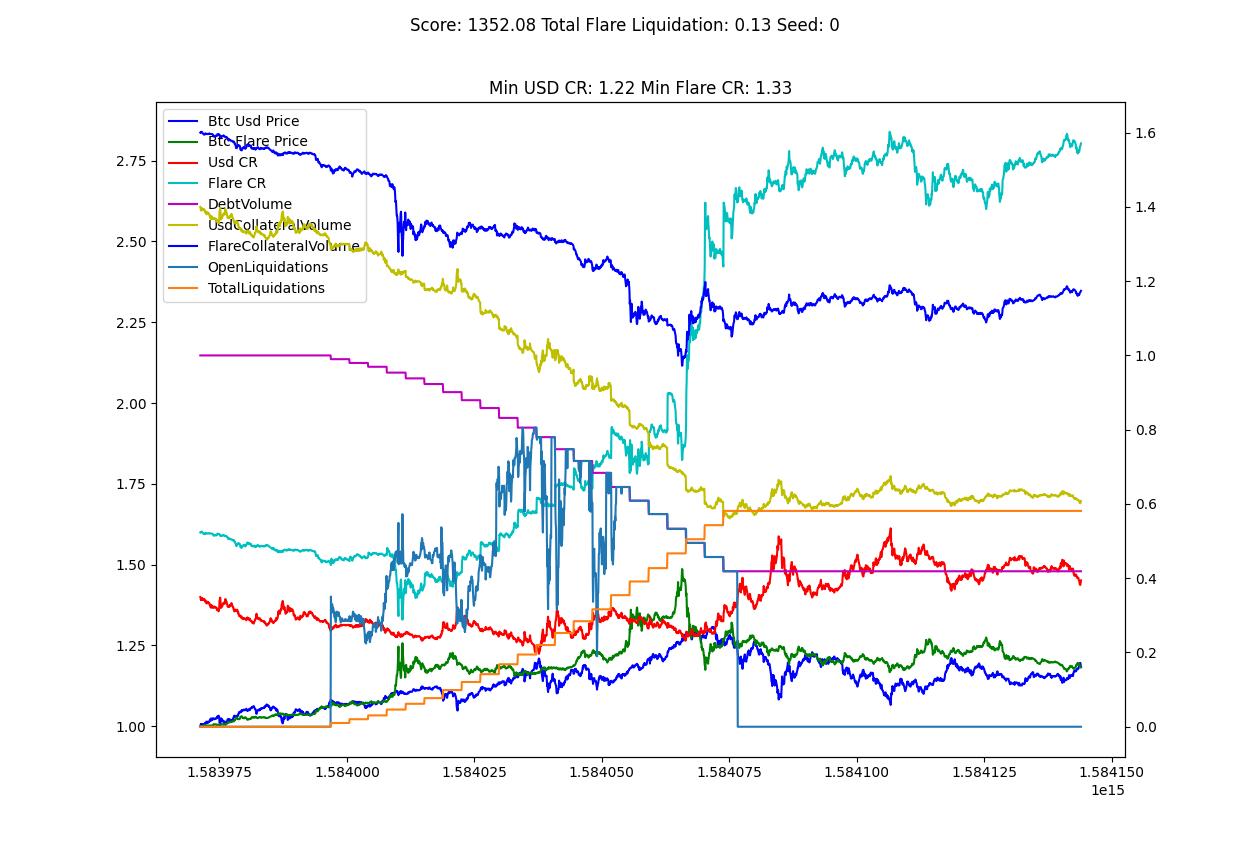 Score: 1352.08 Total Flare Liquidation: 0.13 Seed: 0
Min USD CR: 1.22 Min Flare CR: 1.33
Btc Usd Price
Btc Flare Price
Usd CR
Flare CR
DebtVolume
UsdCollateralVolume
FlareCollateralVolume
OpenLiquidations
TotalLiquidations
2.75
2.50
2.25
2.00
1.75
1.50
1.25
1.00
1.6
1.4
1.2
1.0
0.8
0.6
0.4
0.2
0.0
1.583975 1.584000 1.584025 1.584050 1.584075 1.584100 1.584125 1.584150
1e15